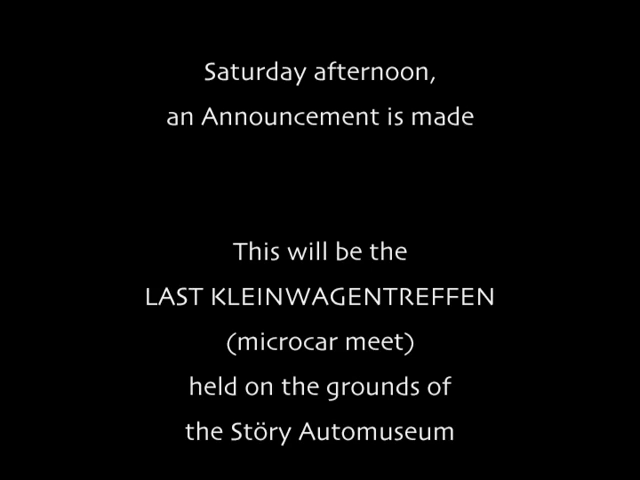 Saturday afternoon,
an Announcement is made
This will be the
LAST KLEINWAGENTREFFEN
(microcar meet)
held on the grounds of
the Störy Automuseum